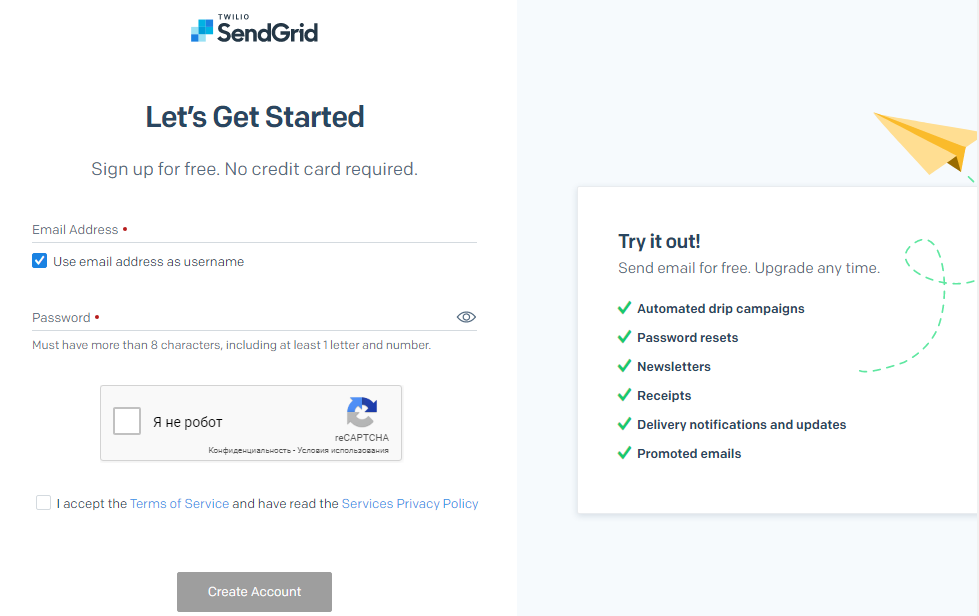 TWILIO
SendGrid
Let's Get Started
Sign up for free. No credit card required.
Email Address •
Use email address as username
Password •
Must have more than 8 characters, including at least 1 letter and number.
Я не робот
reCAPTCHA
Конфиденциальность - Условия использования
I accept the Terms of Service and have read the Services Privacy Policy
Create Account
Try it out!
Send email for free. Upgrade any time.
Automated drip campaigns
Password resets
Newsletters
Receipts
Delivery notifications and updates
Promoted emails